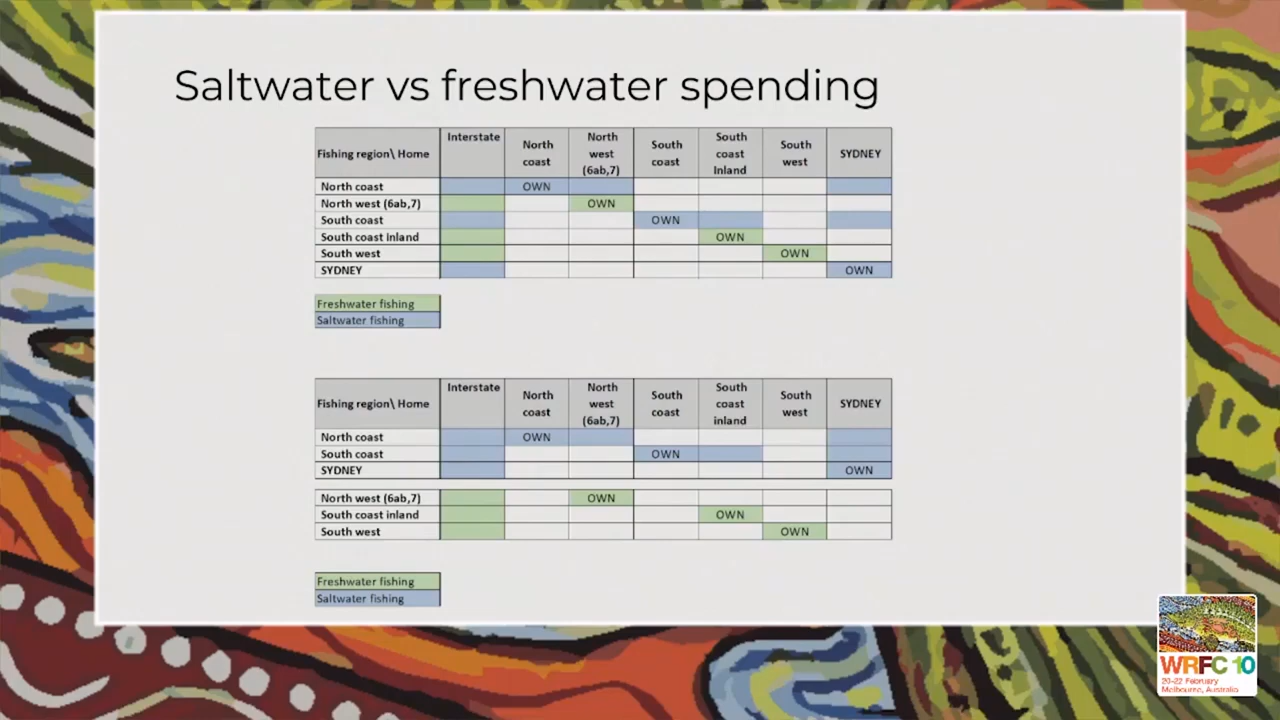 Saltwater vs freshwater spending
Fishing region\ Home Interstate North coast North west (6ab,7) South coast South coast Inland South west SYDNEY
North coast OWN
North west (6ab,7) OWN
South coast OWN
South coast inland OWN
South west OWN
SYDNEY OWN
Freshwater fishing
Saltwater fishing
Fishing region\ Home Interstate North coast North west (6ab,7) South coast South coast inland South west SYDNEY
North coast OWN
South coast OWN
SYDNEY OWN
North west (6ab,7) OWN
South coast inland OWN
South west OWN
Freshwater fishing
Saltwater fishing
WRFC 10
20-22 February
Melbourne, Australia